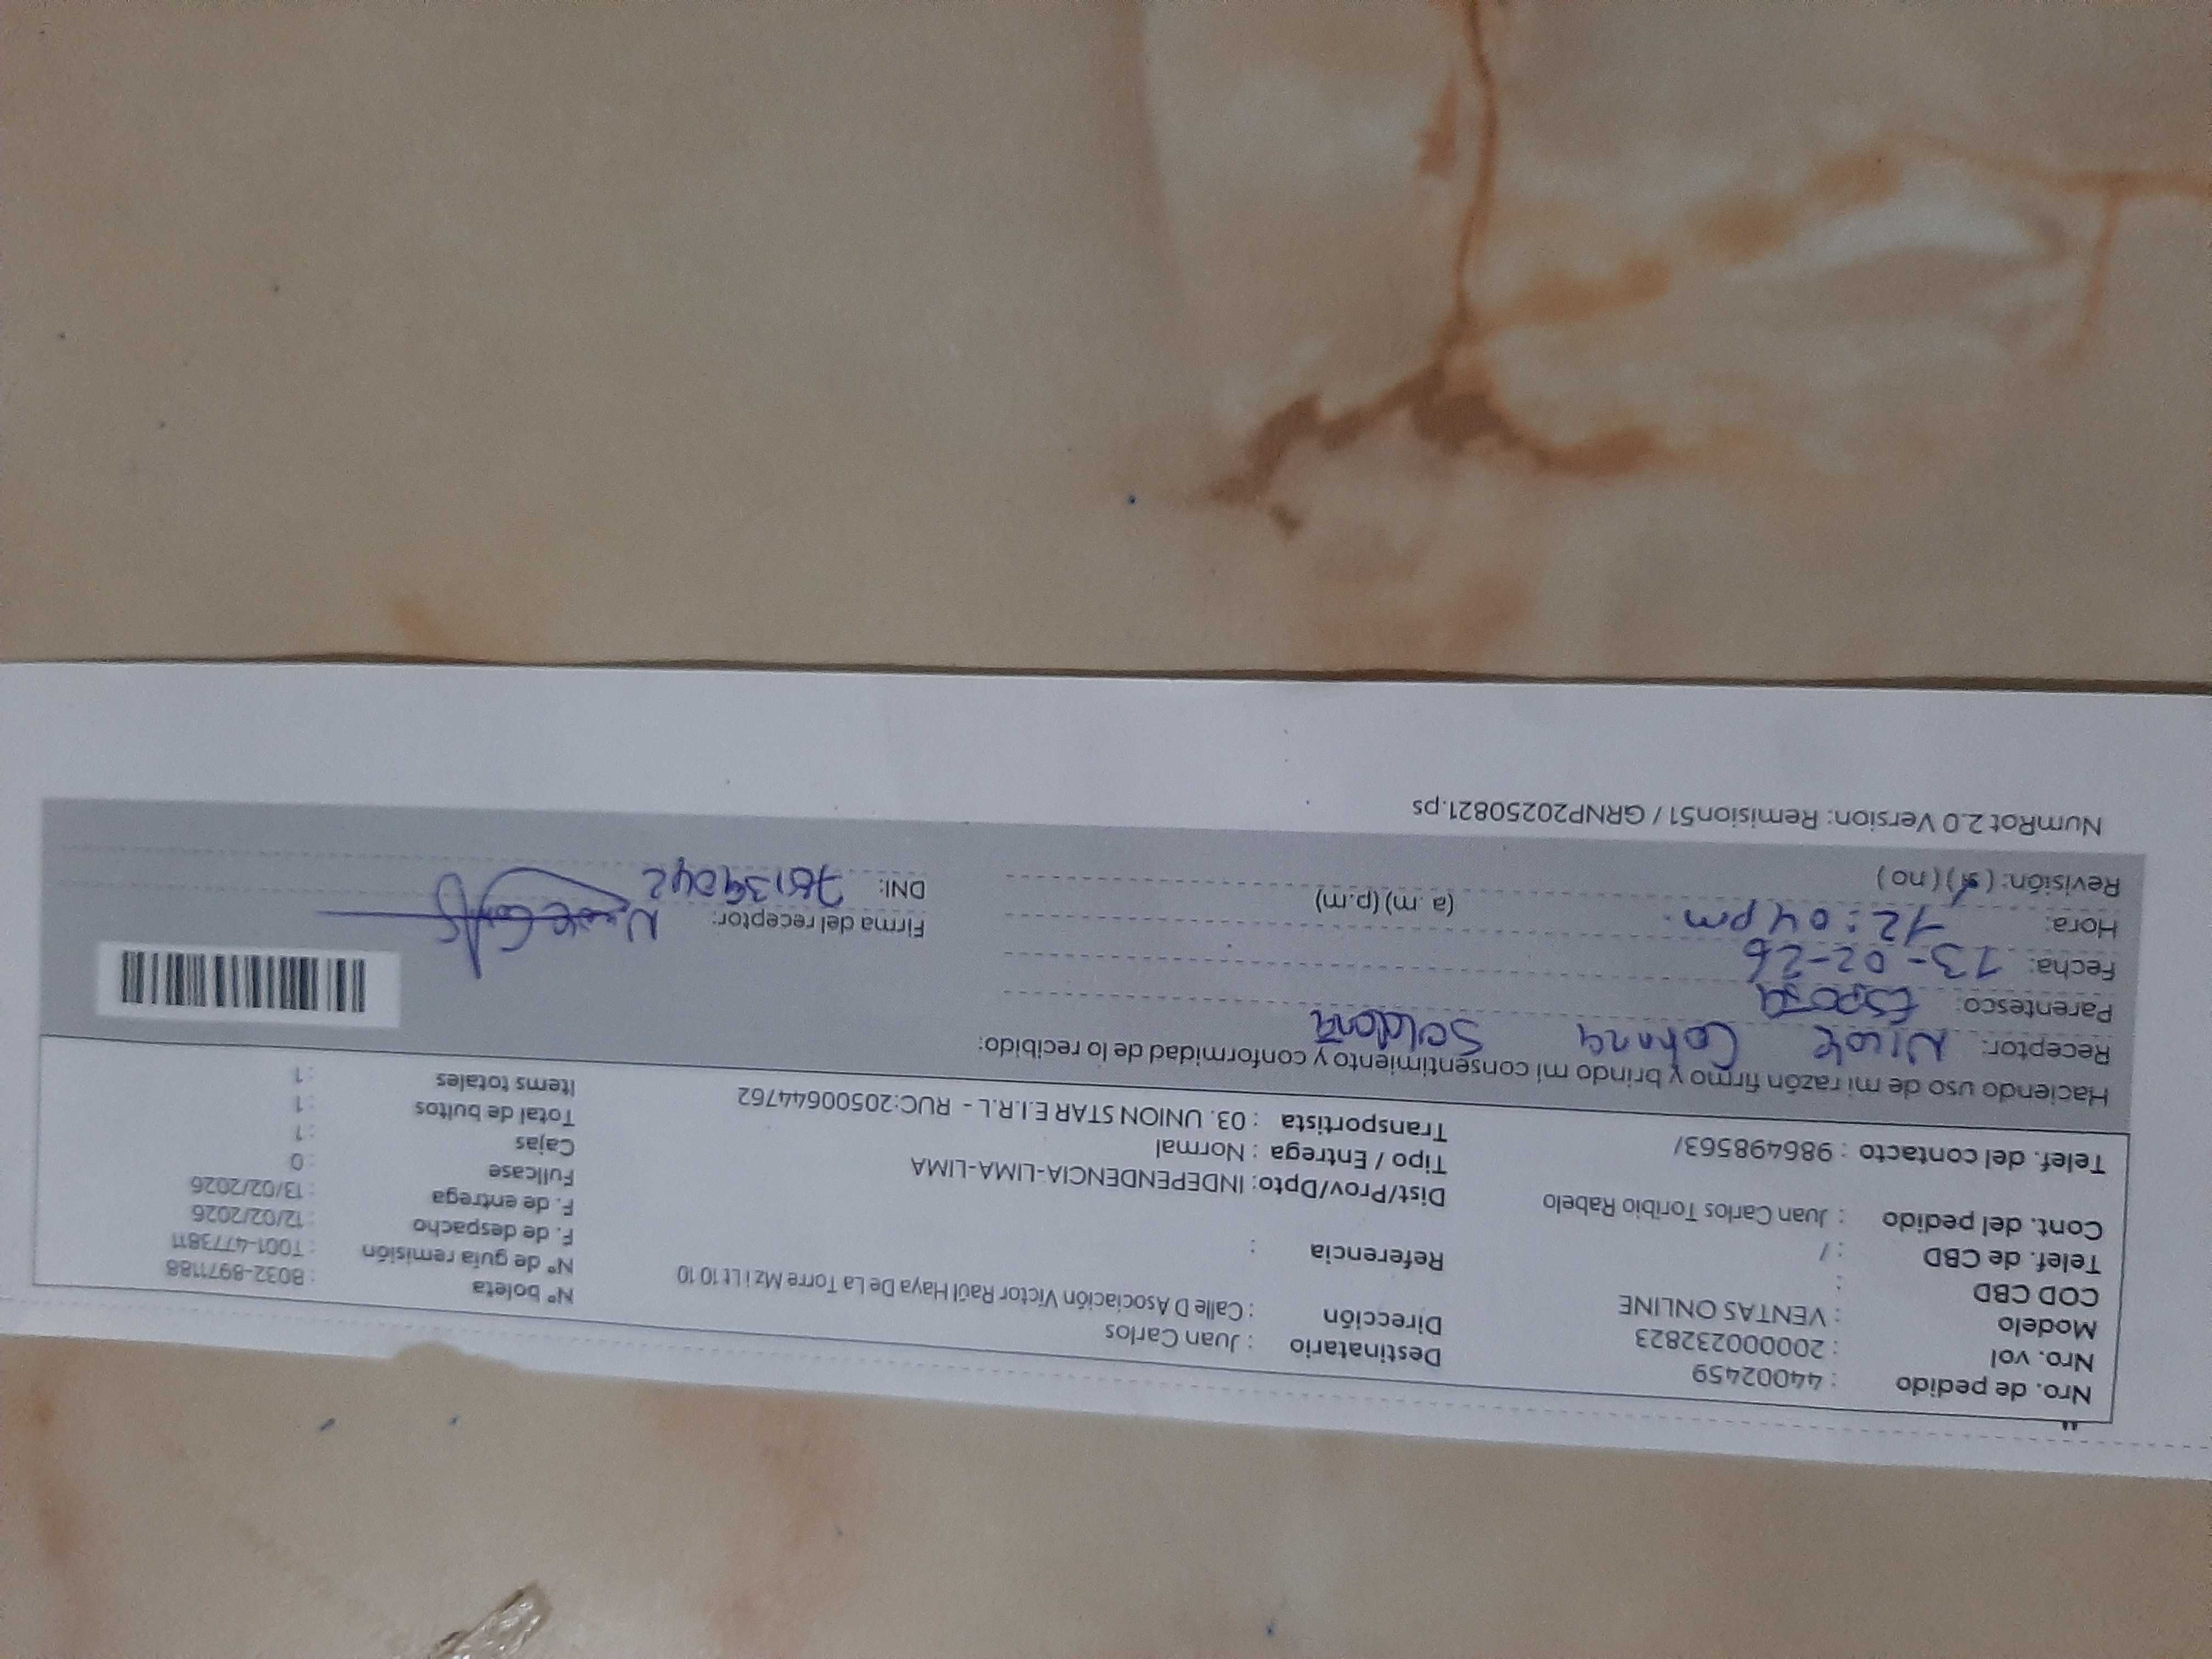 Nro. de pedido : 44002459
Nro. vol : 2000000232823
Modelo : VENTAS ONLINE
COD CBD :
Telef. de CBD : /
Cont. del pedido : Juan Carlos Toribio Rabelo
Telef. del contacto : 986498563/
Destinatario : Juan Carlos
Dirección : Calle D Asociación Víctor Raúl Haya De La Torre Mz i Lt 10 10
Referencia :
Dist/Prov/Dpto: INDEPENDENCIA-LIMA-LIMA
Tipo / Entrega : Normal
Transportista : 03. UNION STAR E.I.R.L - RUC:20500644762
Nº boleta : B032-8971188
Nº de guía remisión : T001-4773811
F. de despacho : 12/02/2026
F. de entrega : 13/02/2026
Fullcase : 0
Cajas : 1
Total de bultos : 1
Items totales : 1
Haciendo uso de mi razón firmo y brindo mi consentimiento y conformidad de lo recibido:
Receptor: Nicole
Parentesco: Esposa
Fecha: 13-02-26
Hora: 12:04 pm. (a. m) (p.m)
Revisión: (si) (no)
Firma del receptor:
DNI:
NumRot 2.0 Version: Remision51 / GRNP20250821.ps